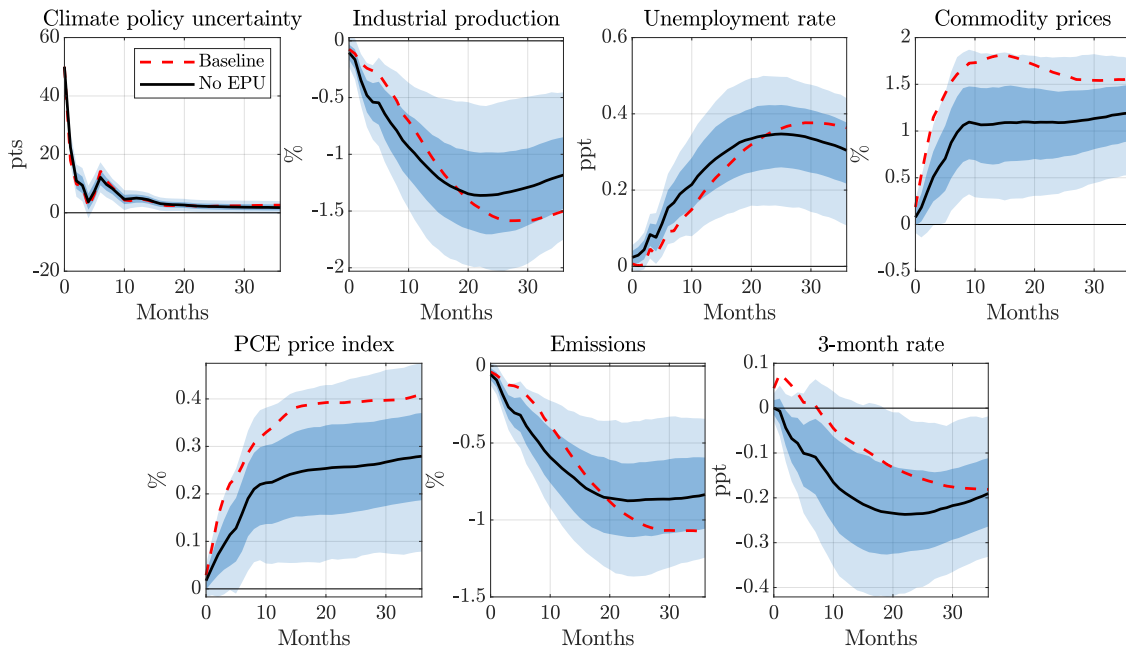 Climate policy uncertainty
60
40
20
0
-20
pts
0 10 20 30
Months
Baseline
No EPU
Industrial production
0
-0.5
-1
-1.5
-2
%
0 10 20 30
Months
Unemployment rate
0.6
0.4
0.2
0
ppt
0 10 20 30
Months
Commodity prices
2
1.5
1
0.5
0
-0.5
%
0 10 20 30
Months
PCE price index
0.4
0.3
0.2
0.1
0
%
0 10 20 30
Months
Emissions
0
-0.5
-1
-1.5
%
0 10 20 30
Months
3-month rate
0.1
0
-0.1
-0.2
-0.3
-0.4
ppt
0 10 20 30
Months